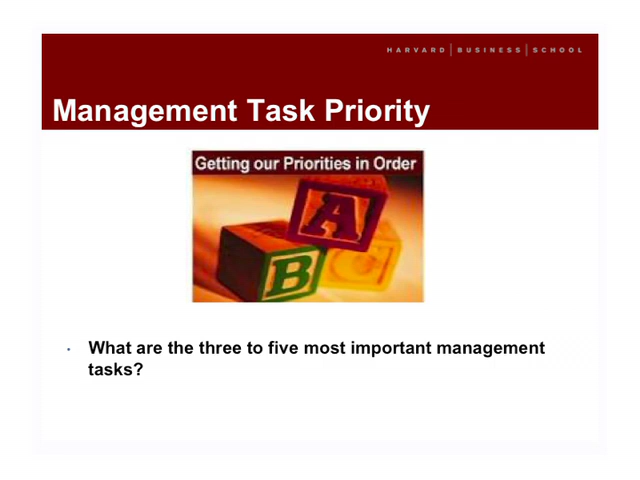 HARVARD | BUSINESS | SCHOOL
Management Task Priority
Getting our Priorities in Order
A
B
C
• What are the three to five most important management
tasks?